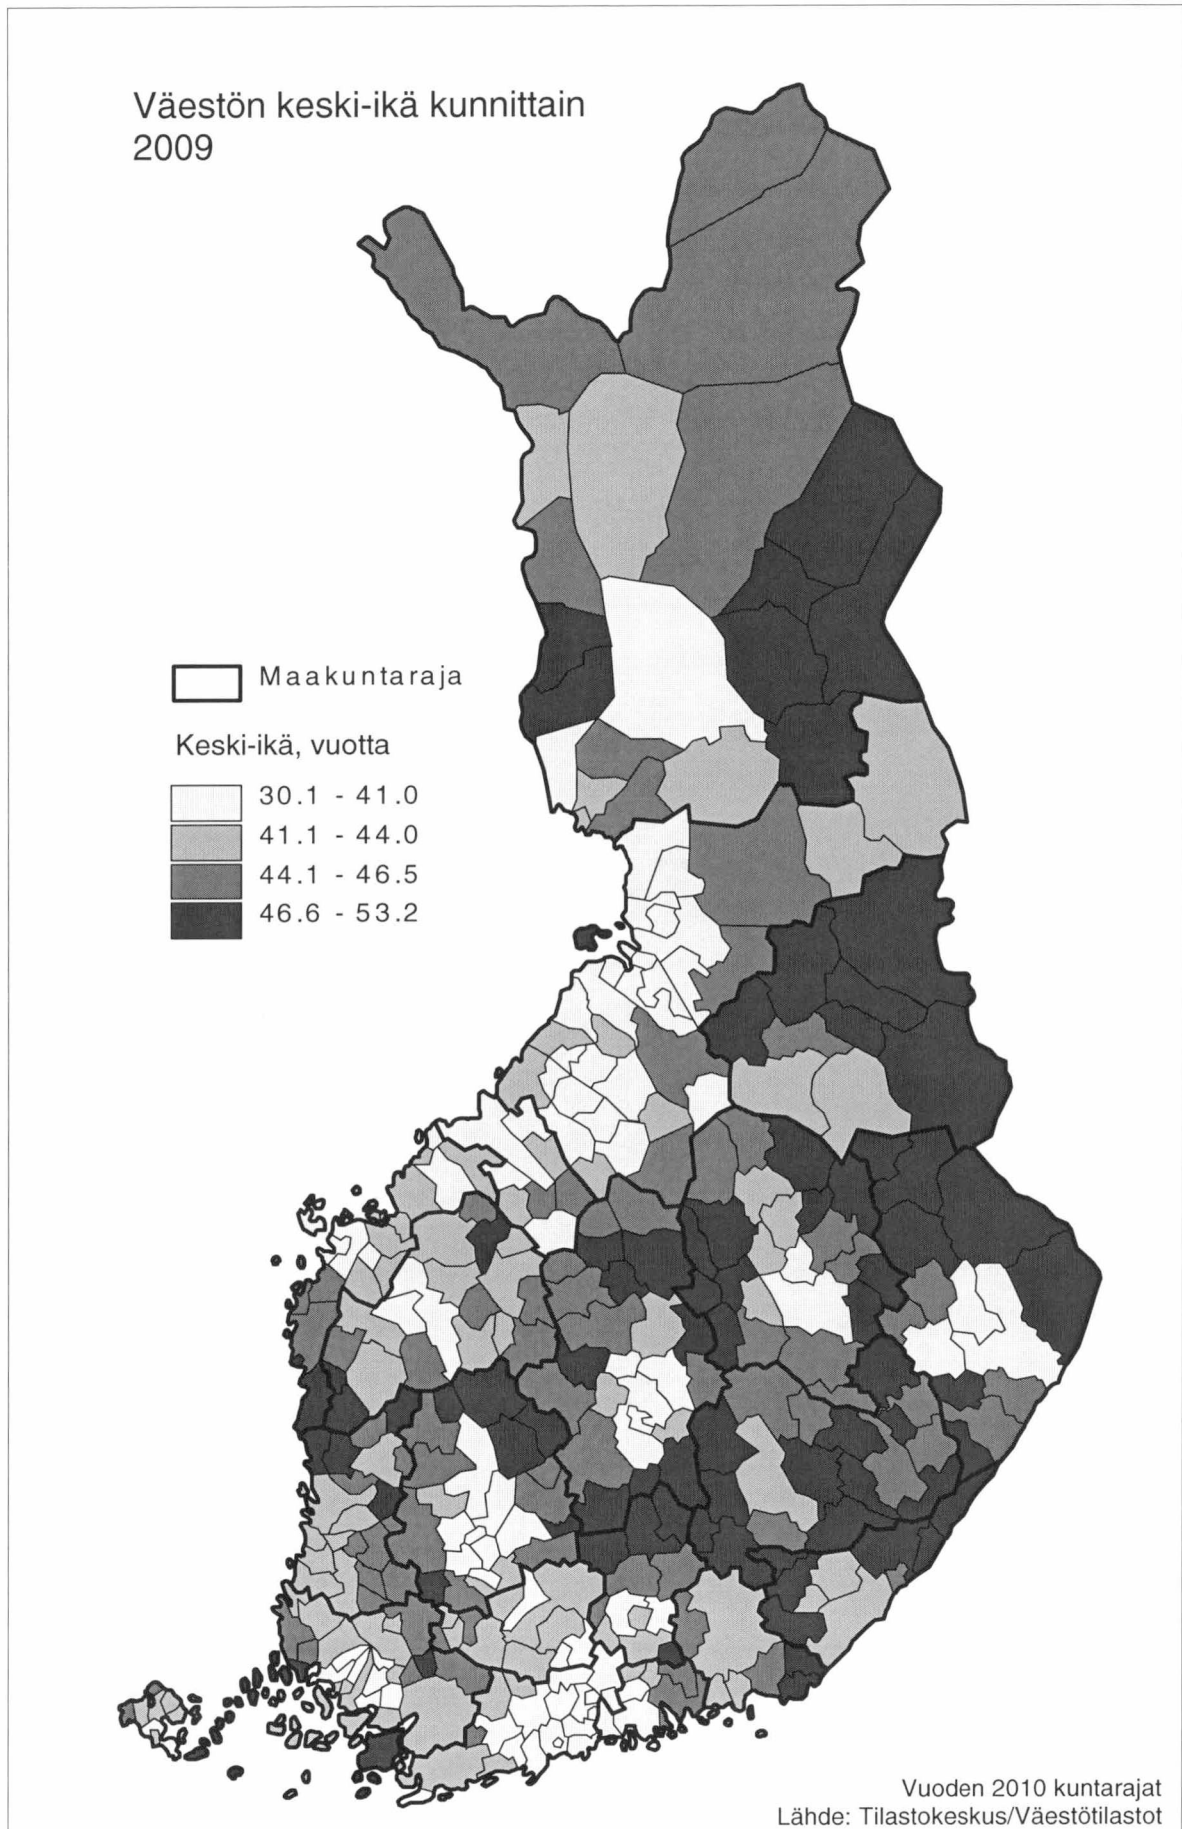 Väestön keski-ikä kunnittain
2009
Maakuntaraja
Keski-ikä, vuotta
30.1 - 41.0
41.1 - 44.0
44.1 - 46.5
46.6 - 53.2
Vuoden 2010 kuntarajat
Lähde: Tilastokeskus/Väestötilastot